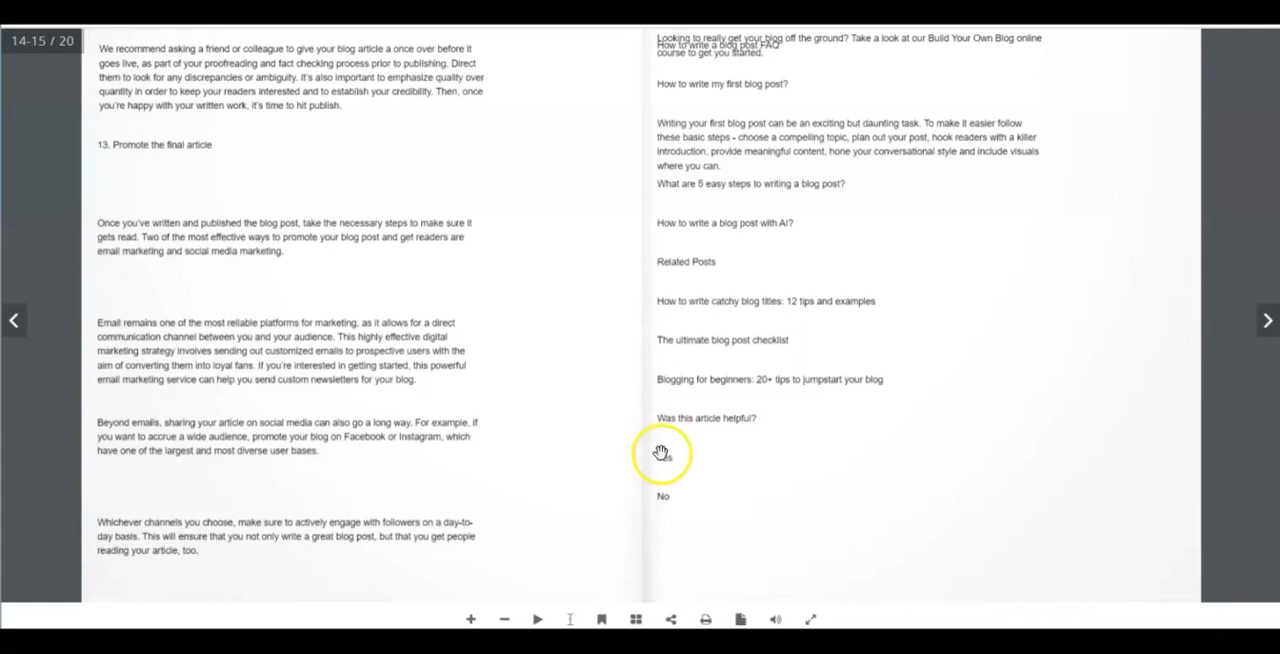 14-15 / 20
We recommend asking a friend or colleague to give your blog article a once over before it
goes live, as part of your proofreading and fact checking process prior to publishing. Direct
them to look for any discrepancies or ambiguity. It's also important to emphasize quality over
quantity in order to keep your readers interested and to establish your credibility. Then, once
you're happy with your written work, it's time to hit publish.
13. Promote the final article
Once you've written and published the blog post, take the necessary steps to make sure it
gets read. Two of the most effective ways to promote your blog post and get readers are
email marketing and social media marketing.
Email remains one of the most reliable platforms for marketing, as it allows for a direct
communication channel between you and your audience. This highly effective digital
marketing strategy involves sending out customized emails to prospective users with the
aim of converting them into loyal fans. If you're interested in getting started, this powerful
email marketing service can help you send custom newsletters for your blog.
Beyond emails, sharing your article on social media can also go a long way. For example, if
you want to accrue a wide audience, promote your blog on Facebook or Instagram, which
have one of the largest and most diverse user bases.
Whichever channels you choose, make sure to actively engage with followers on a day-to-
day basis. This will ensure that you not only write a great blog post, but that you get people
reading your article, too.
Looking to really get your blog off the ground? Take a look at our Build Your Own Blog online
How to write a blog post FAQ
course to get you started.
How to write my first blog post?
Writing your first blog post can be an exciting but daunting task. To make it easier follow
these basic steps - choose a compelling topic, plan out your post, hook readers with a killer
introduction, provide meaningful content, hone your conversational style and include visuals
where you can.
What are 5 easy steps to writing a blog post?
How to write a blog post with AI?
Related Posts
How to write catchy blog titles: 12 tips and examples
The ultimate blog post checklist
Blogging for beginners: 20+ tips to jumpstart your blog
Was this article helpful?
No